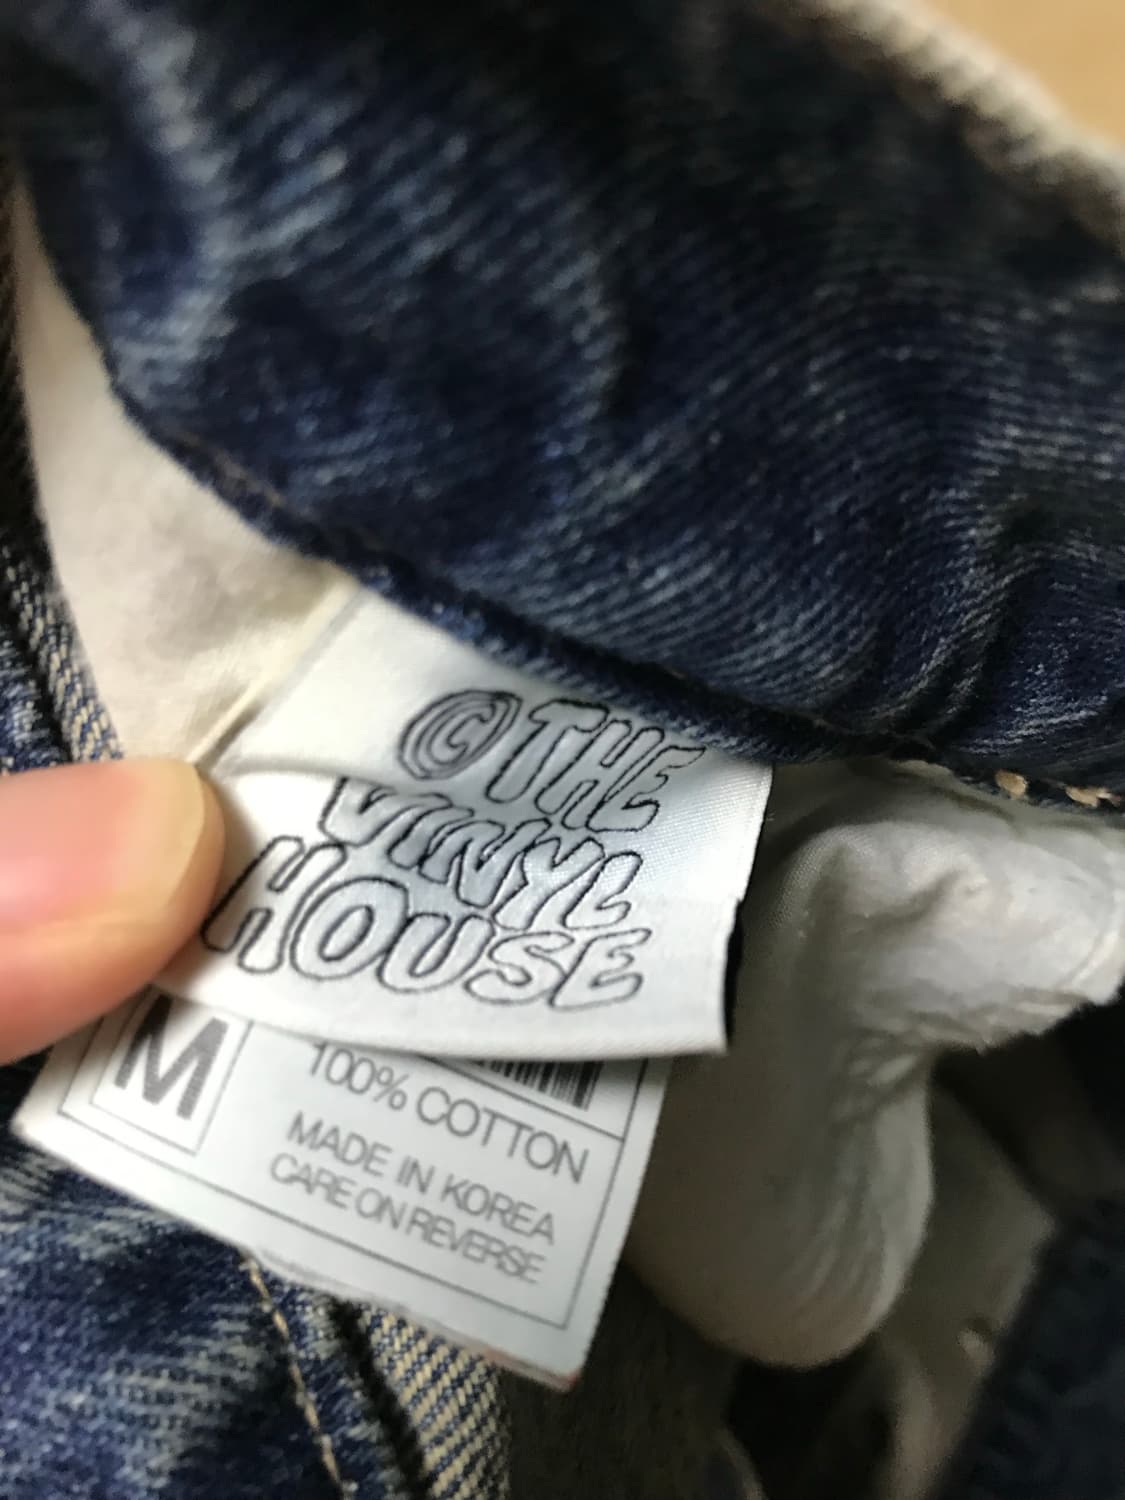 © THE
VINYL
HOUSE
M
100% COTTON
MADE IN KOREA
CARE ON REVERSE